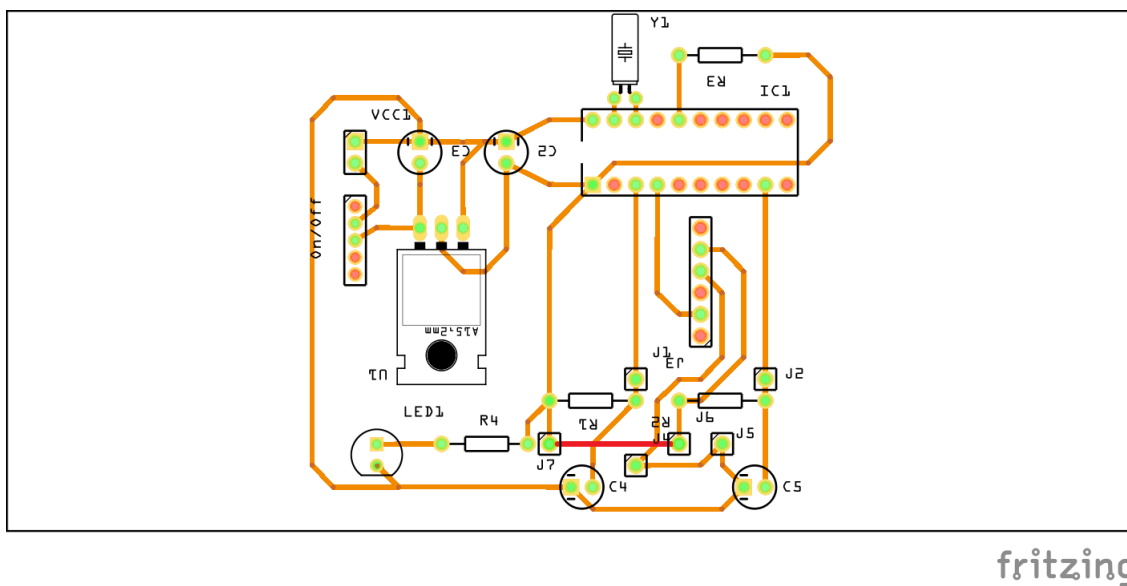 Y1
R3
IC1
VCC1
C3
C2
On/Off
A15.2mm
U1
J1
J3
J2
LED1
R4
R1
R2
J6
J4
J5
J7
C4
C5
fritzing